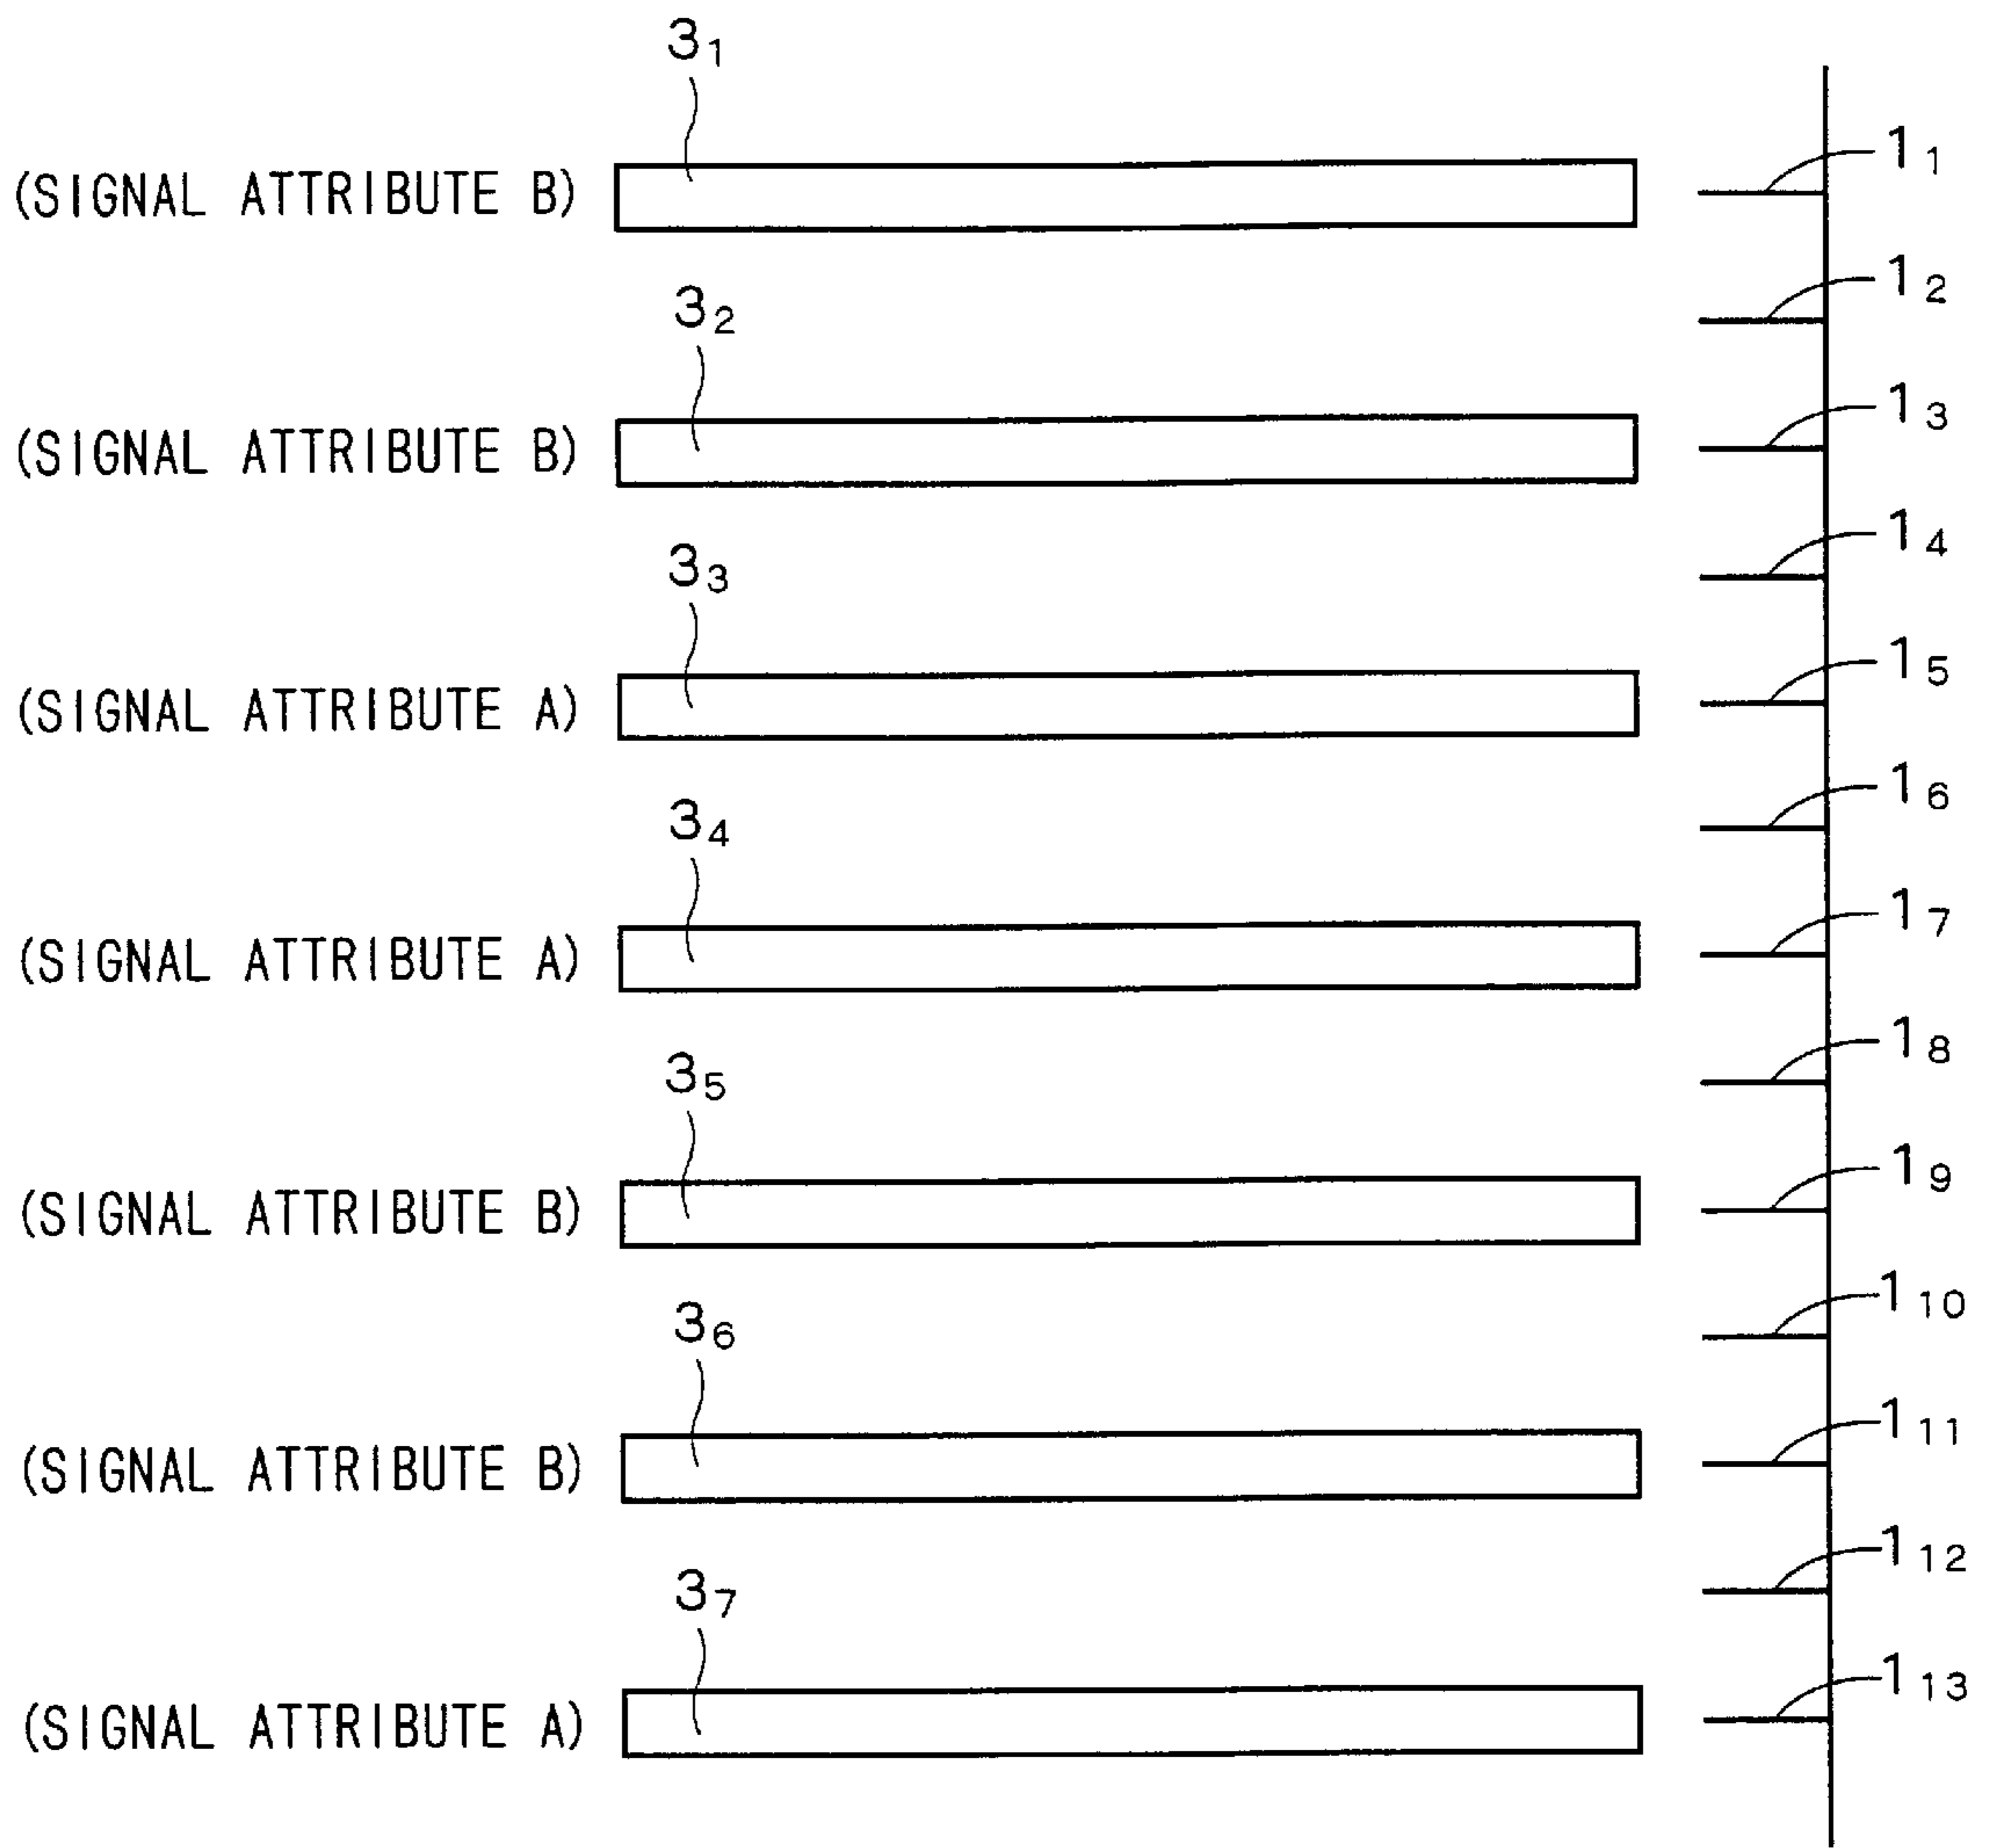 3₁
1₁
(SIGNAL ATTRIBUTE B)
1₂
3₂
1₃
(SIGNAL ATTRIBUTE B)
1₄
3₃
1₅
(SIGNAL ATTRIBUTE A)
1₆
3₄
1₇
(SIGNAL ATTRIBUTE A)
1₈
3₅
1₉
(SIGNAL ATTRIBUTE B)
1₁₀
3₆
1₁₁
(SIGNAL ATTRIBUTE B)
1₁₂
3₇
1₁₃
(SIGNAL ATTRIBUTE A)